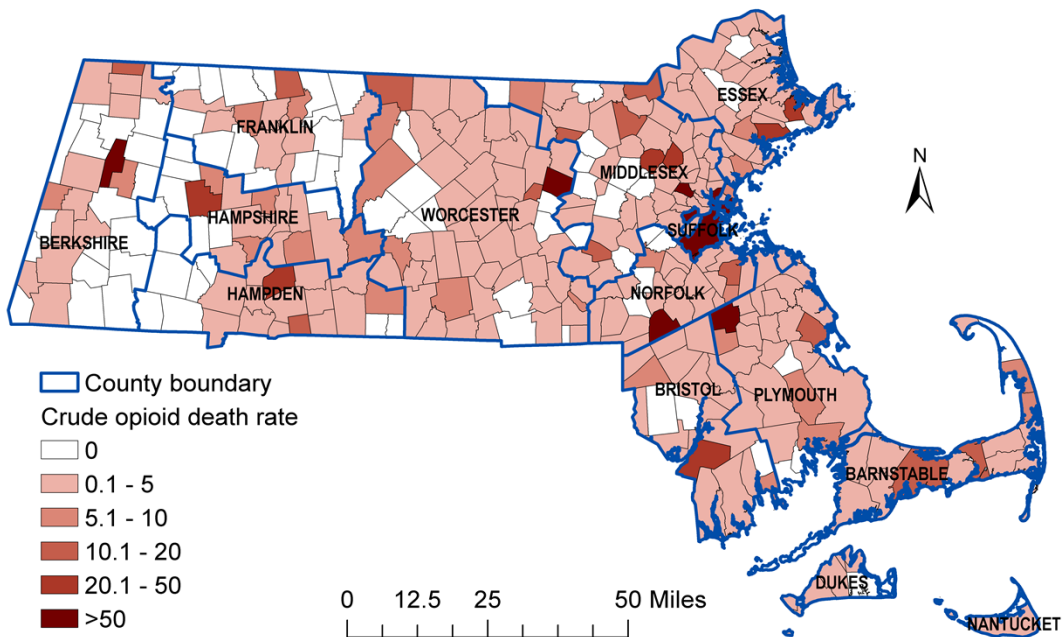 ESSEX
FRANKLIN
MIDDLESEX
N
HAMPSHIRE
WORCESTER
SUFFOLK
BERKSHIRE
HAMPDEN
NORFOLK
County boundary
BRISTOL
PLYMOUTH
Crude opioid death rate
0
0.1 - 5
BARNSTABLE
5.1 - 10
10.1 - 20
20.1 - 50
DUKES
>50
0 12.5 25 50 Miles
NANTUCKET